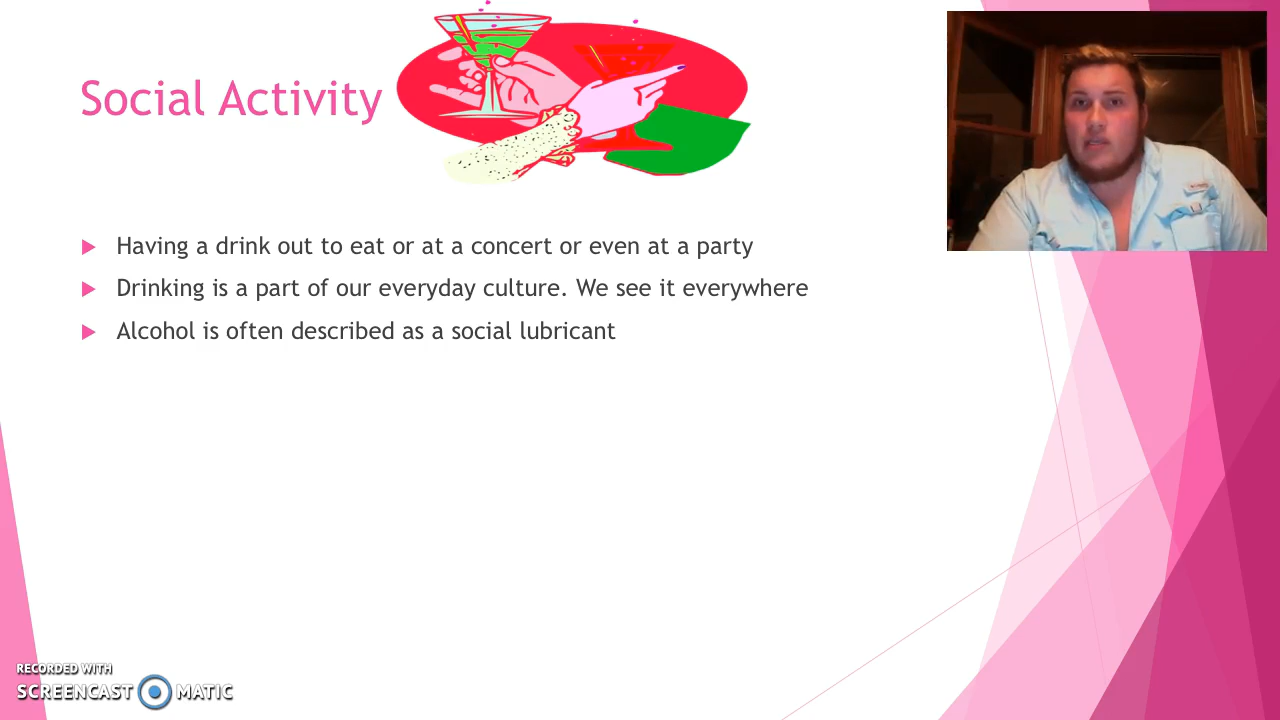 Social Activity
Having a drink out to eat or at a concert or even at a party
Drinking is a part of our everyday culture. We see it everywhere
Alcohol is often described as a social lubricant
RECORDED WITH
SCREENCAST MATIC